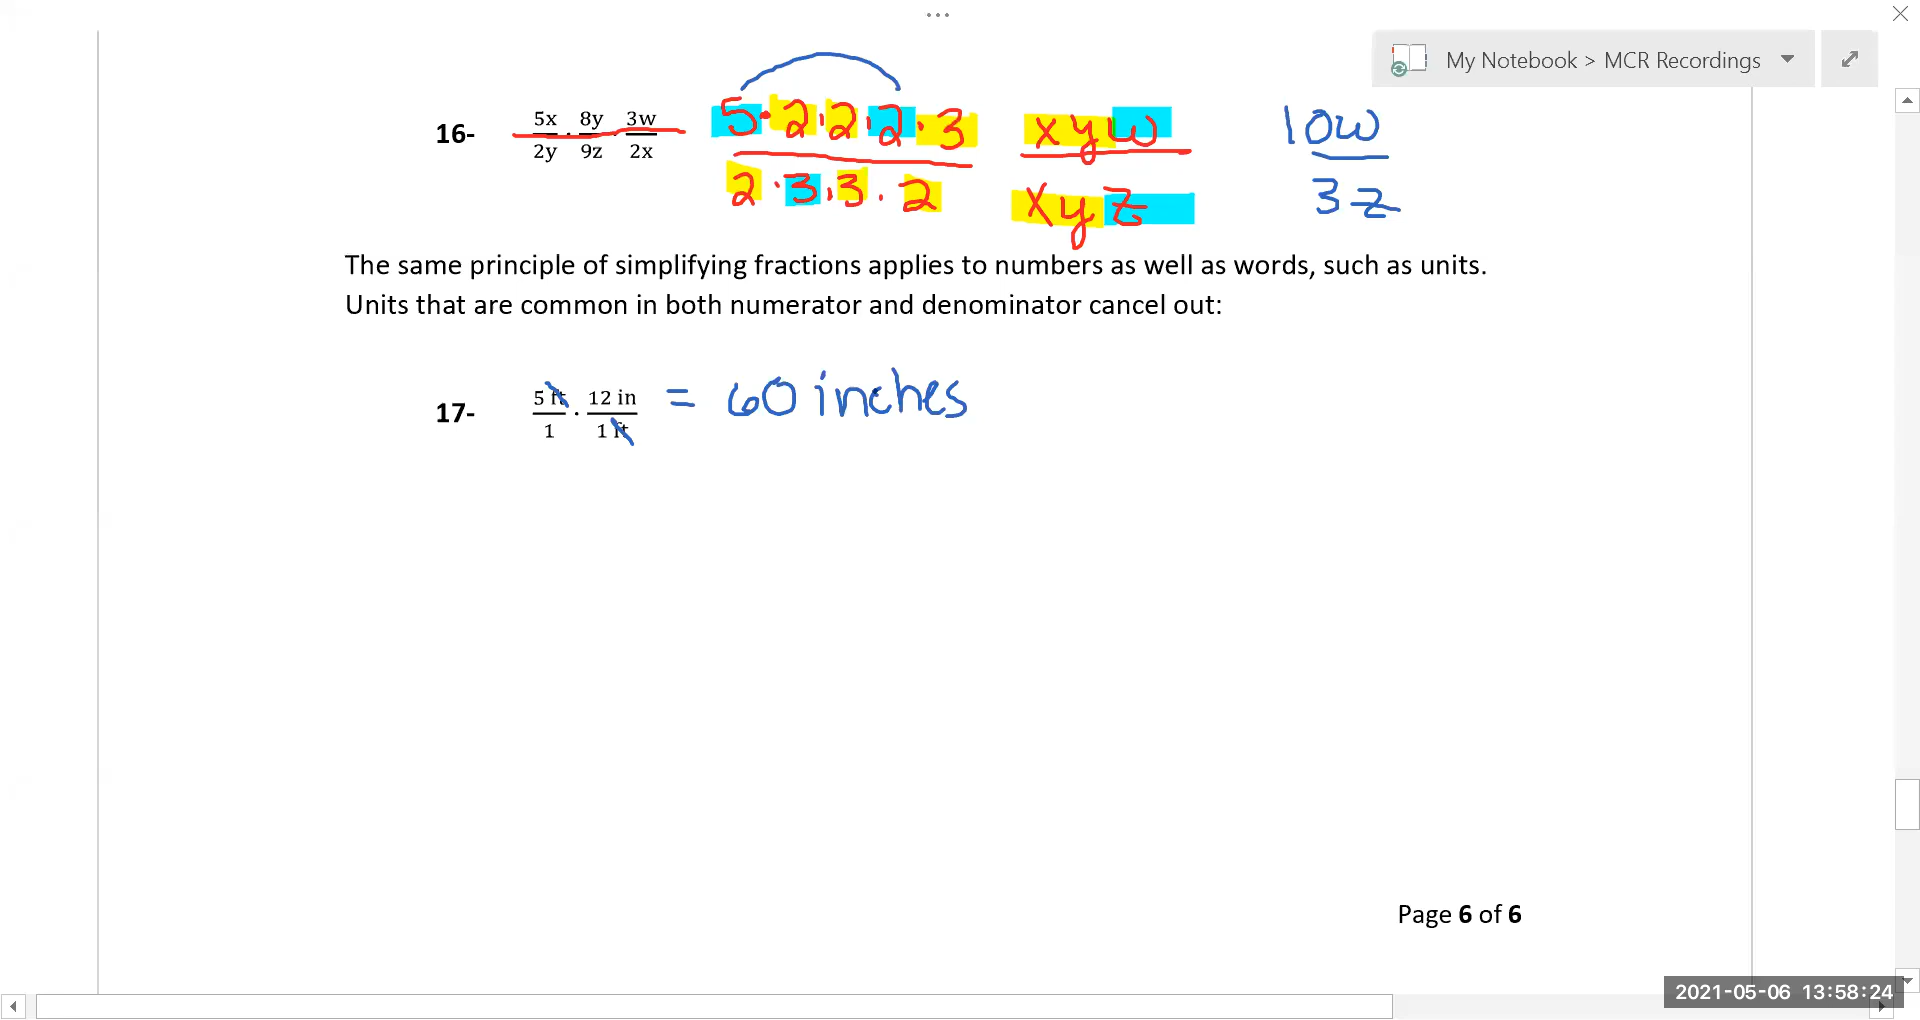 ...
My Notebook > MCR Recordings
16- 5x/2y · 8y/9z · 3w/2x 5·2·2·2·3 / 2·3·3·2 xyw / xyz 10w / 3z
The same principle of simplifying fractions applies to numbers as well as words, such as units.
Units that are common in both numerator and denominator cancel out:
17- 5 ft/1 · 12 in/1 ft = 60 inches
Page 6 of 6
2021-05-06 13:58:24